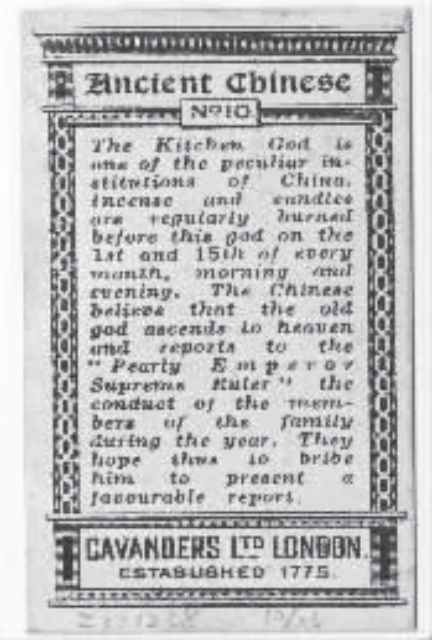 Ancient Chinese
No 10
The Kitchen God is
one of the peculiar in-
stitutions of China.
Incense and candles
are regularly burned
before this god on the
1st and 15th of every
month, morning and
evening. The Chinese
believe that the old
god ascends to heaven
and reports to the
"Pearly Emperor
Supreme Ruler" the
conduct of the mem-
bers of the family
during the year. They
hope thus to bribe
him to present a
favourable report.
CAVANDERS LTD LONDON.
ESTABLISHED 1775.